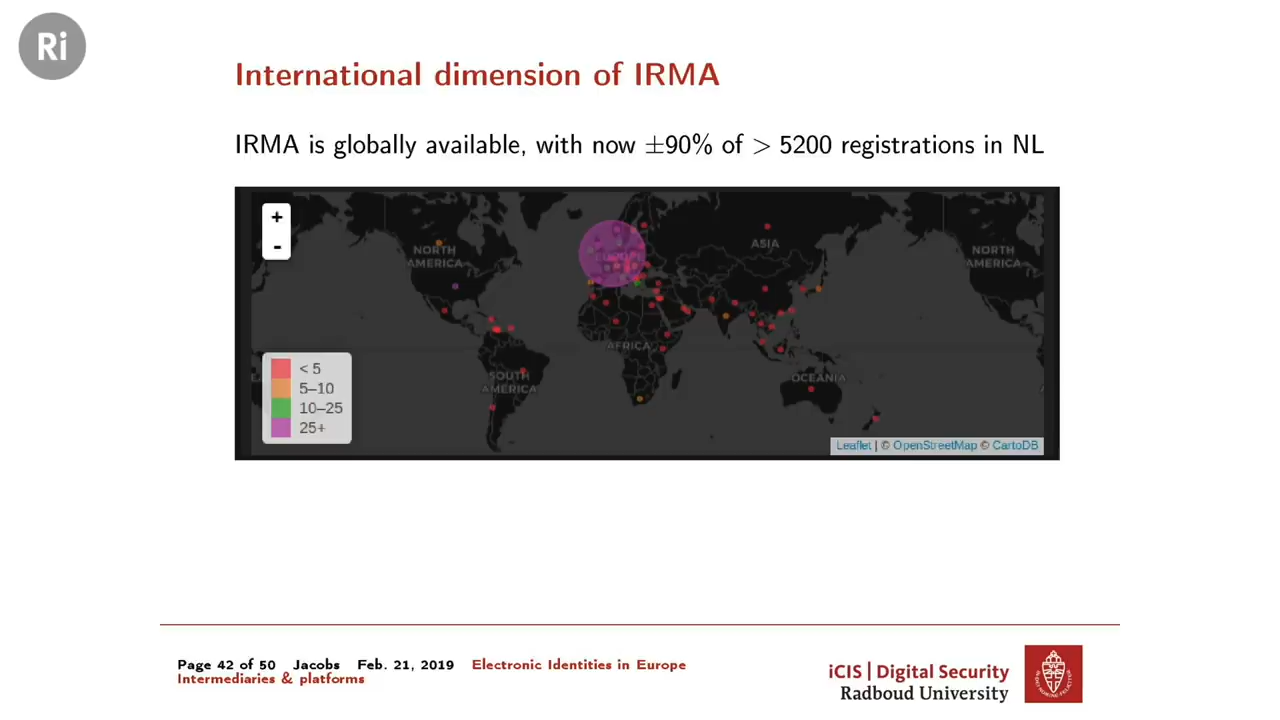 Ri
International dimension of IRMA
IRMA is globally available, with now ±90% of > 5200 registrations in NL
+
-
NORTH
AMERICA
EUROPE
ASIA
NORTH
AMERICA
AFRICA
SOUTH
AMERICA
OCEANIA
< 5
5–10
10–25
25+
Leaflet | © OpenStreetMap © CartoDB
Page 42 of 50 Jacobs Feb. 21, 2019 Electronic Identities in Europe
Intermediaries & platforms
iCIS | Digital Security
Radboud University